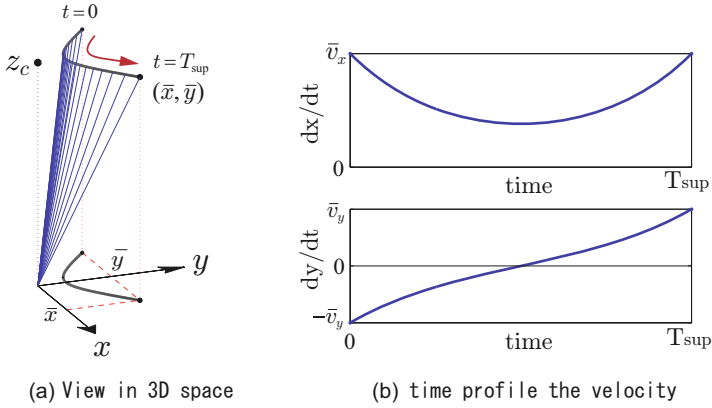 t=0
z_c
t=T_sup
(x̄, ȳ)
ȳ
y
x̄
x
(a) View in 3D space
v̄_x
dx/dt
0
time
T_sup
v̄_y
dy/dt
0
-v̄_y
0
time
T_sup
(b) time profile the velocity